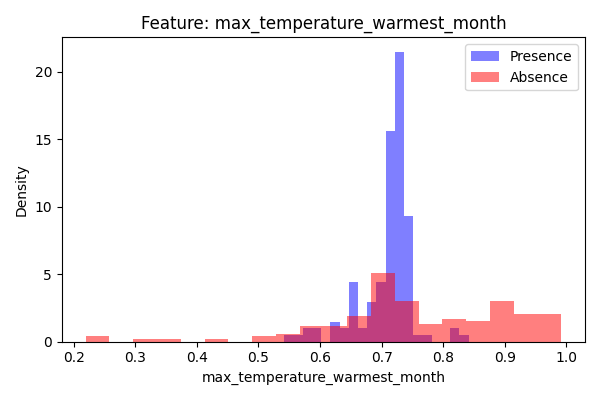 Feature: max_temperature_warmest_month
Presence
Absence
Density
20
15
10
5
0
0.2 0.3 0.4 0.5 0.6 0.7 0.8 0.9 1.0
max_temperature_warmest_month